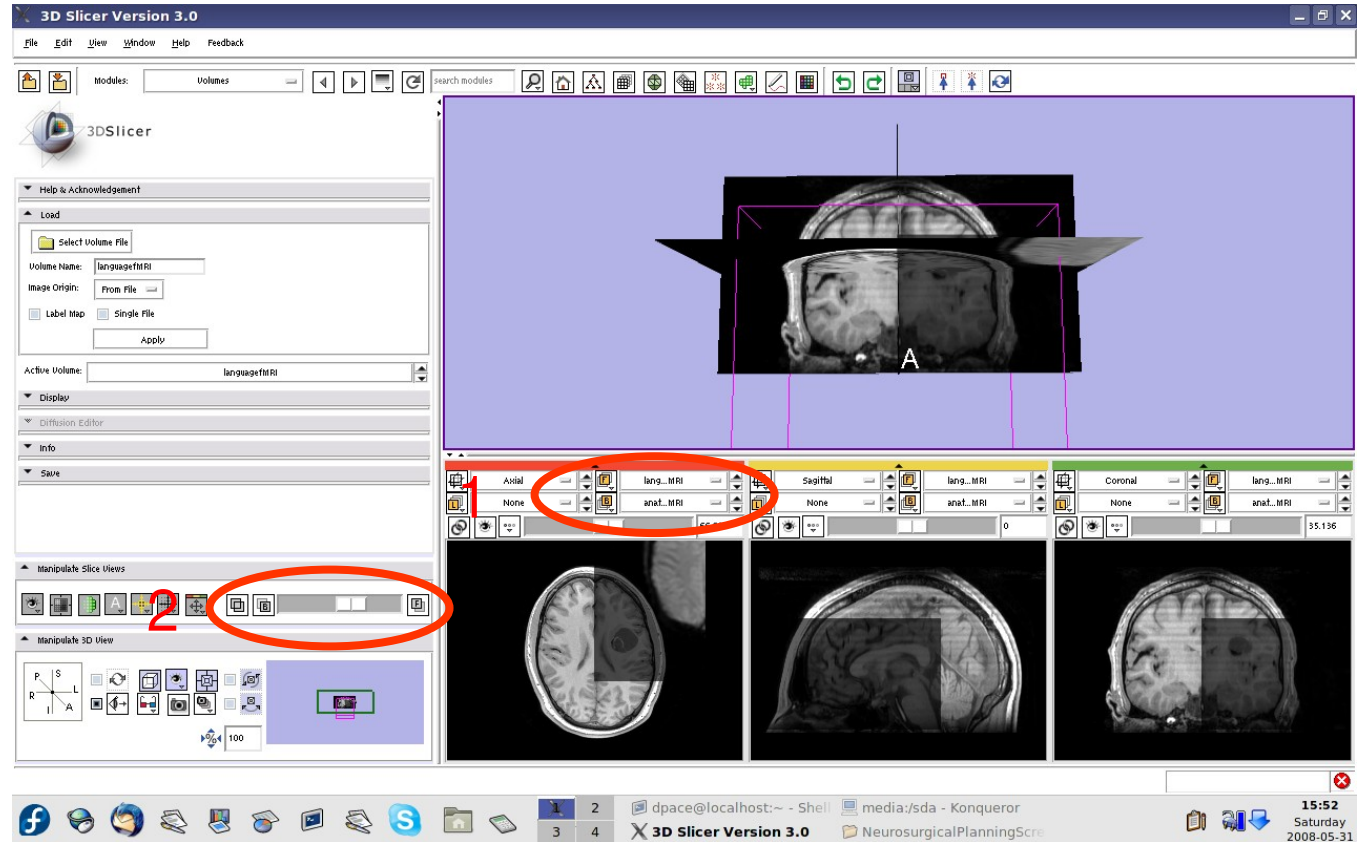 3D Slicer Version 3.0
File Edit View Window Help Feedback
Modules: Volumes search modules
3DSlicer
Help & Acknowledgement
Load
Select Volume File
Volume Name: languagefMRI
Image Origin: From File
Label Map Single File
Apply
Active Volume: languagefMRI
Display
Diffusion Editor
Info
Save
A
1
Axial F lang...MRI
L None B anat...MRI
Sagittal F lang...MRI
L None B anat...MRI
0
Coronal F lang...MRI
L None B anat...MRI
35.136
Manipulate Slice Views
A 2 B F
Manipulate 3D View
P S
R L
I A
% 100
1 2
3 4
dpace@localhost:~ - Shell
media:/sda - Konqueror
3D Slicer Version 3.0
NeurosurgicalPlanningScre
15:52
Saturday
2008-05-31